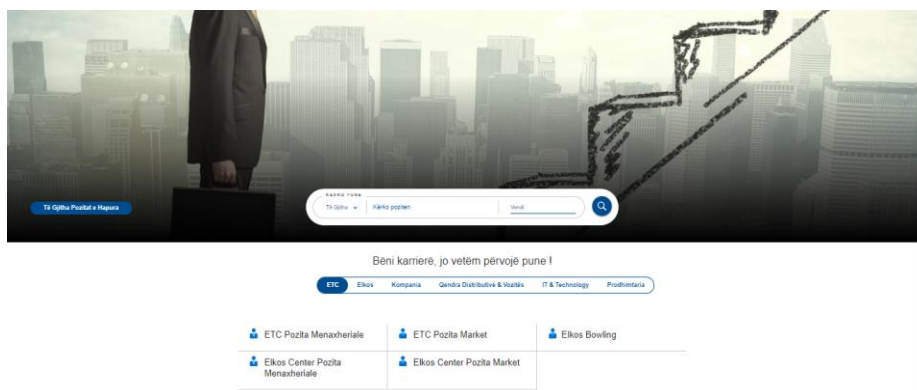 KËRKO PUNA
Të Gjitha Pozitat e Hapura
Të Gjitha
Kërko pozitën
Vendi
Bëni karrierë, jo vetëm përvojë pune !
ETC
Elkos
Kompania
Qendra Distributive & Vozitës
IT & Technology
Prodhimtaria
ETC Pozita Menaxheriale
ETC Pozita Market
Elkos Bowling
Elkos Center Pozita
Menaxheriale
Elkos Center Pozita Market